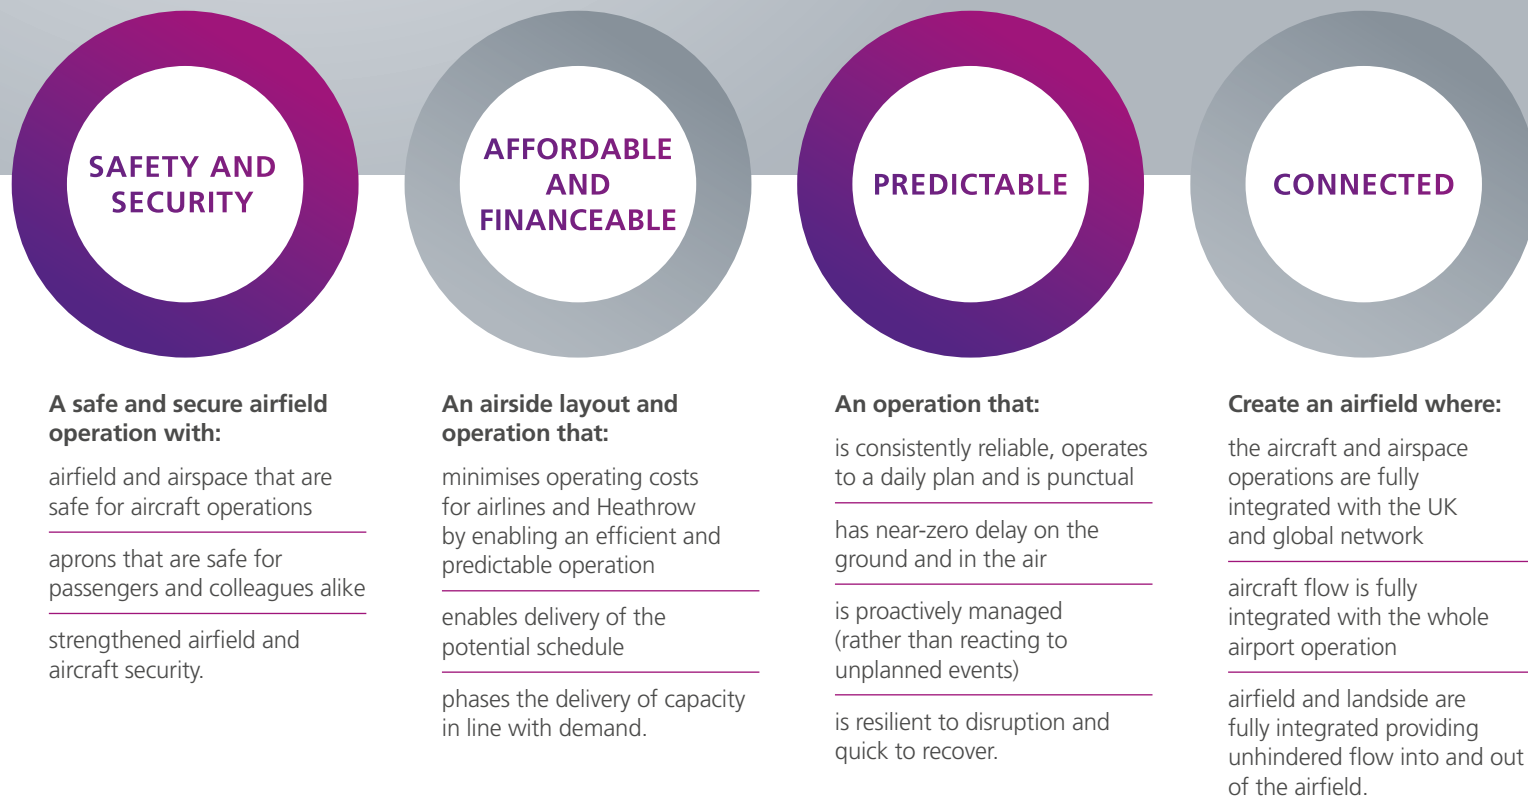 SAFETY AND
SECURITY
A safe and secure airfield
operation with:
airfield and airspace that are
safe for aircraft operations
aprons that are safe for
passengers and colleagues alike
strengthened airfield and
aircraft security.
AFFORDABLE
AND
FINANCEABLE
An airside layout and
operation that:
minimises operating costs
for airlines and Heathrow
by enabling an efficient and
predictable operation
enables delivery of the
potential schedule
phases the delivery of capacity
in line with demand.
PREDICTABLE
An operation that:
is consistently reliable, operates
to a daily plan and is punctual
has near-zero delay on the
ground and in the air
is proactively managed
(rather than reacting to
unplanned events)
is resilient to disruption and
quick to recover.
CONNECTED
Create an airfield where:
the aircraft and airspace
operations are fully
integrated with the UK
and global network
aircraft flow is fully
integrated with the whole
airport operation
airfield and landside are
fully integrated providing
unhindered flow into and out
of the airfield.